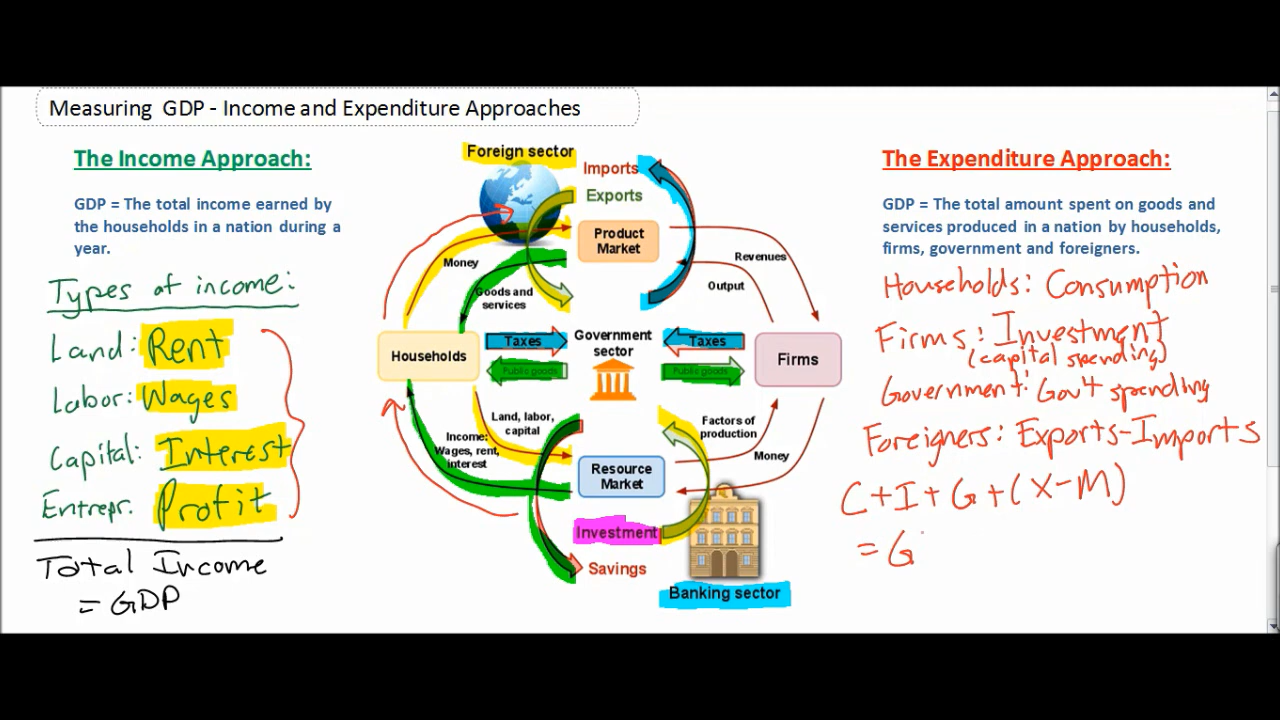 Measuring GDP - Income and Expenditure Approaches
The Income Approach:
GDP = The total income earned by
the households in a nation during a
year.
Types of income:
Land: Rent
Labor: Wages
Capital: Interest
Entrepr. Profit
Total Income
= GDP
Foreign sector
Imports
Exports
Product
Market
Money
Goods and
services
Revenues
Output
Households
Taxes
Public goods
Government
sector
Taxes
Public goods
Firms
Land, labor,
capital
Income:
Wages, rent,
interest
Factors of
production
Money
Resource
Market
Investment
Savings
Banking sector
The Expenditure Approach:
GDP = The total amount spent on goods and
services produced in a nation by households,
firms, government and foreigners.
Households: Consumption
Firms: Investment
(capital spending)
Government: Gov't spending
Foreigners: Exports-Imports
C+I+G+(X-M)
= G